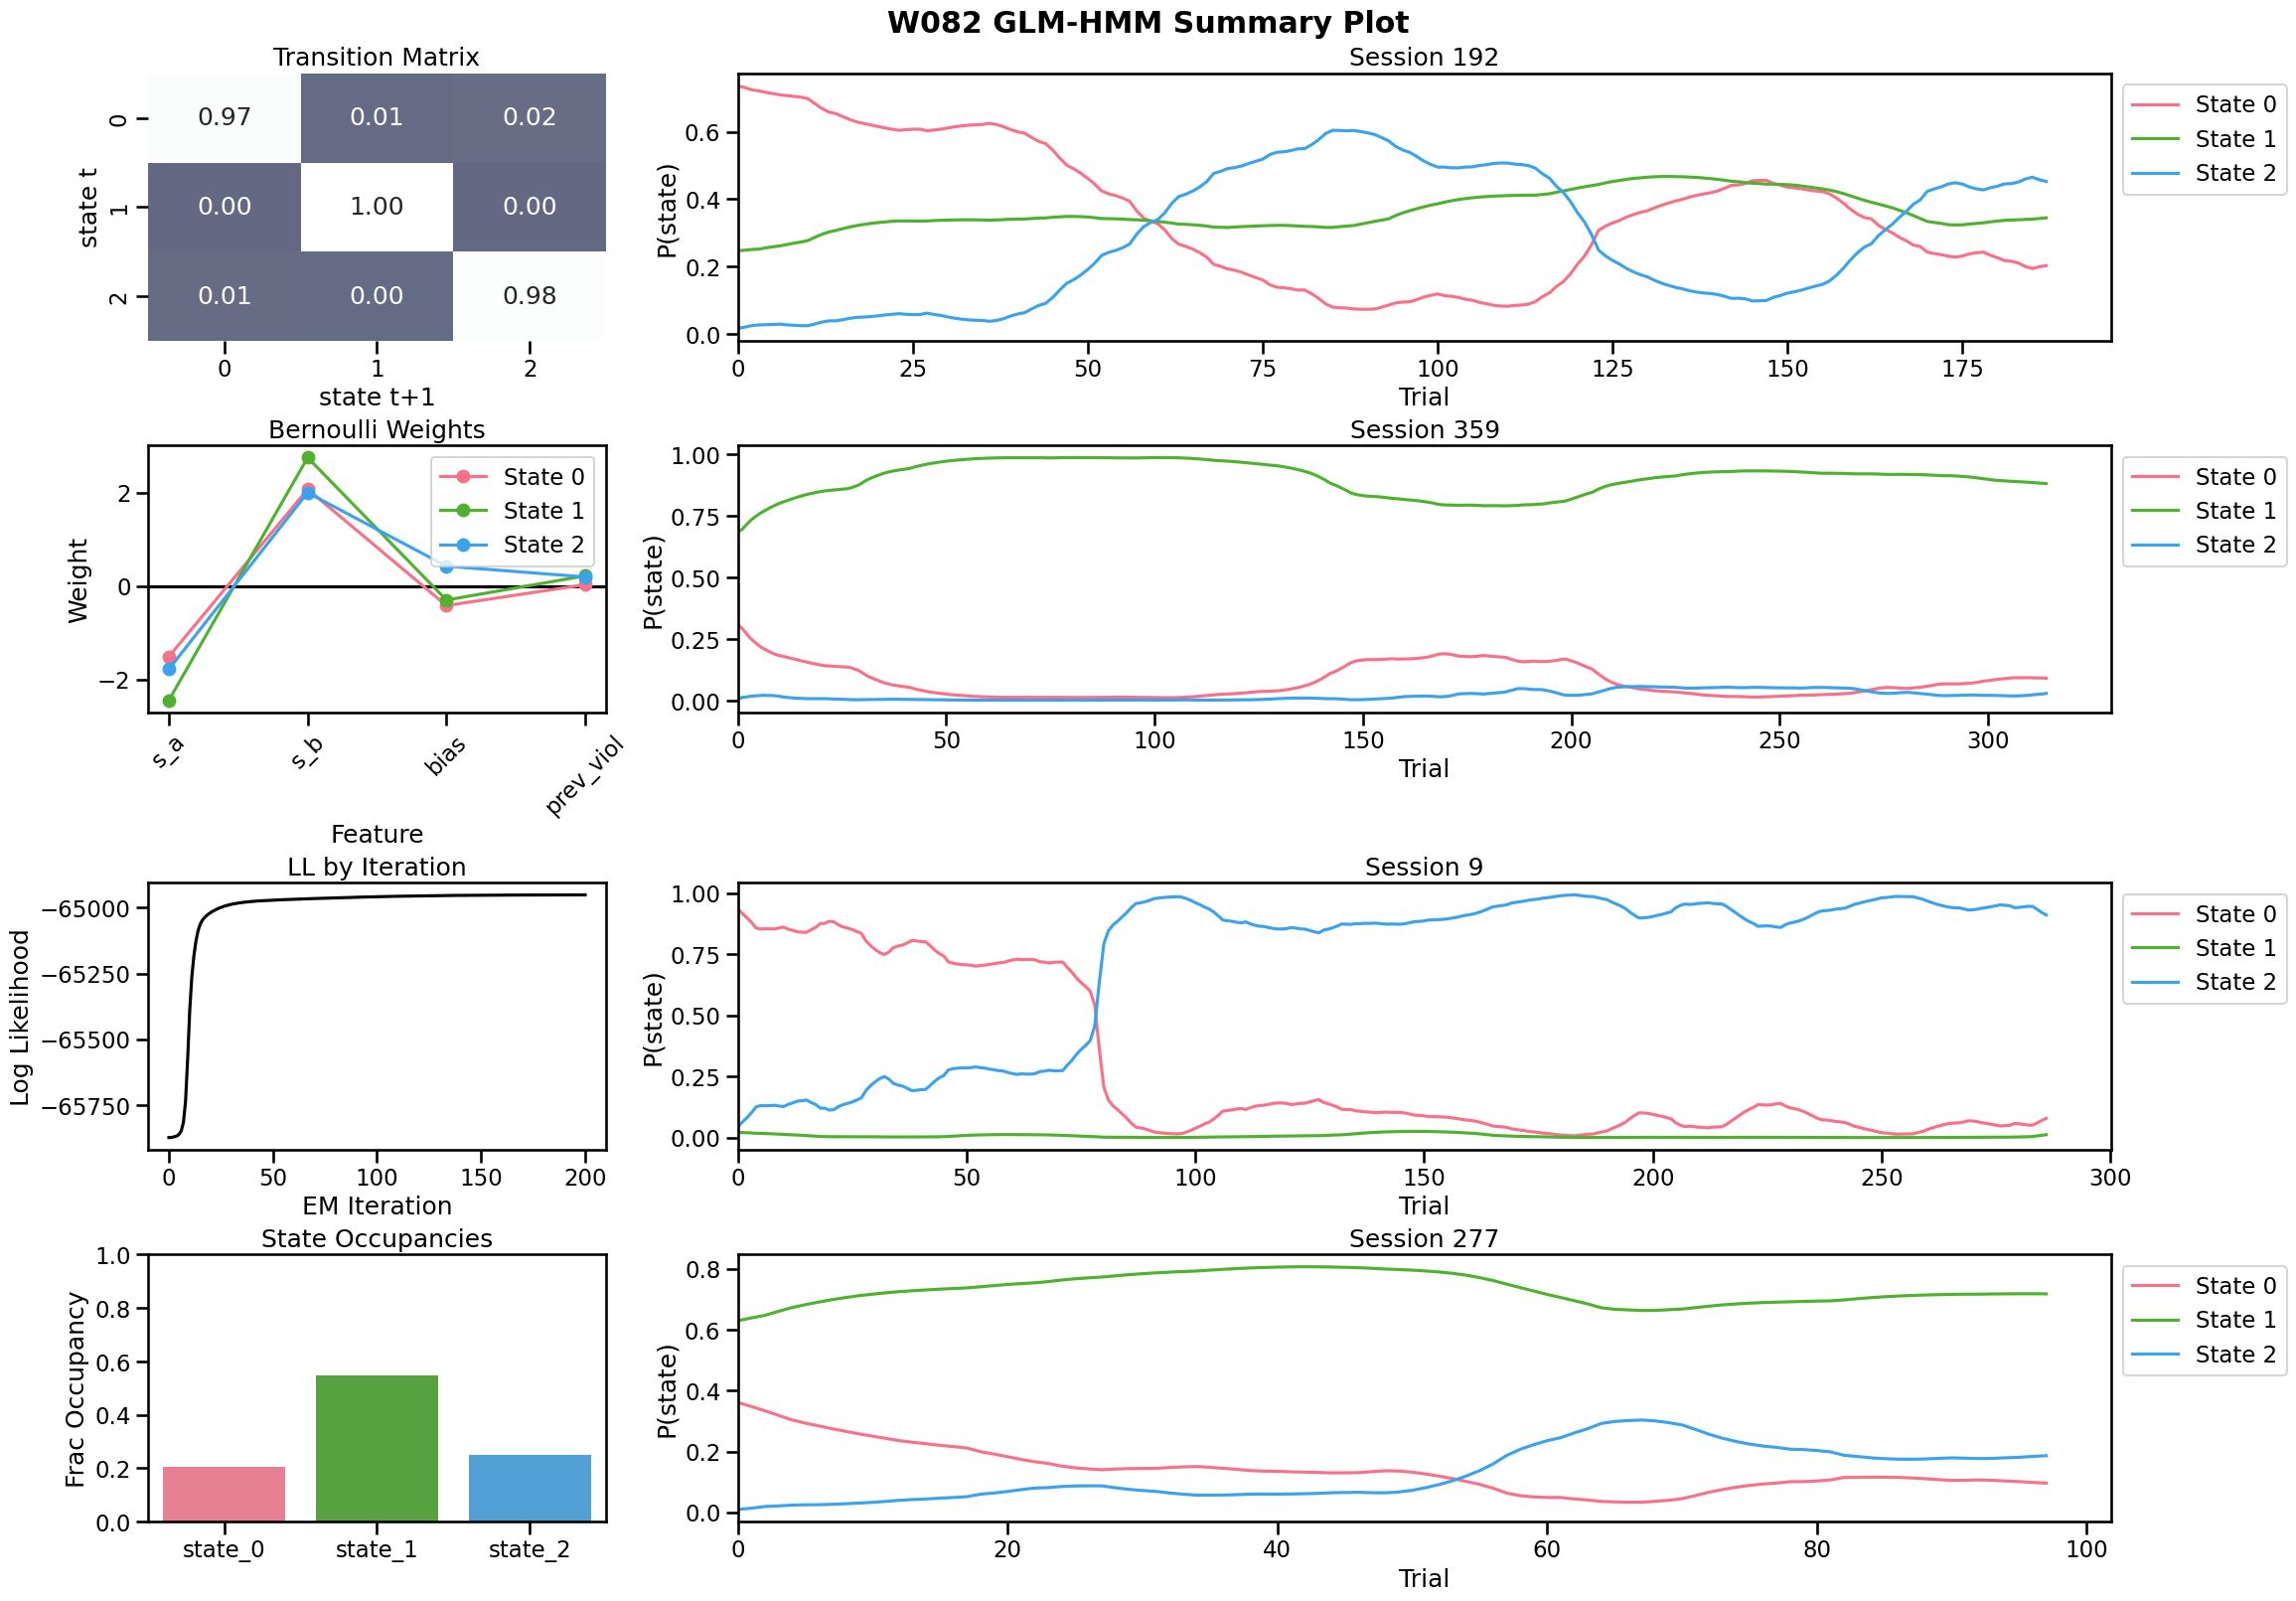 W082 GLM-HMM Summary Plot
Transition Matrix
0.97 0.01 0.02
0.00 1.00 0.00
0.01 0.00 0.98
0
1
2
state t
0 1 2
state t+1
Session 192
0.6
0.4
0.2
0.0
P(state)
0 25 50 75 100 125 150 175
Trial
State 0
State 1
State 2
Bernoulli Weights
2
0
−2
Weight
State 0
State 1
State 2
s_a s_b bias prev_viol
Feature
Session 359
1.00
0.75
0.50
0.25
0.00
P(state)
0 50 100 150 200 250 300
Trial
State 0
State 1
State 2
LL by Iteration
−65000
−65250
−65500
−65750
Log Likelihood
0 50 100 150 200
EM Iteration
Session 9
1.00
0.75
0.50
0.25
0.00
P(state)
0 50 100 150 200 250 300
Trial
State 0
State 1
State 2
State Occupancies
1.0
0.8
0.6
0.4
0.2
0.0
Frac Occupancy
state_0 state_1 state_2
Session 277
0.8
0.6
0.4
0.2
0.0
P(state)
0 20 40 60 80 100
Trial
State 0
State 1
State 2